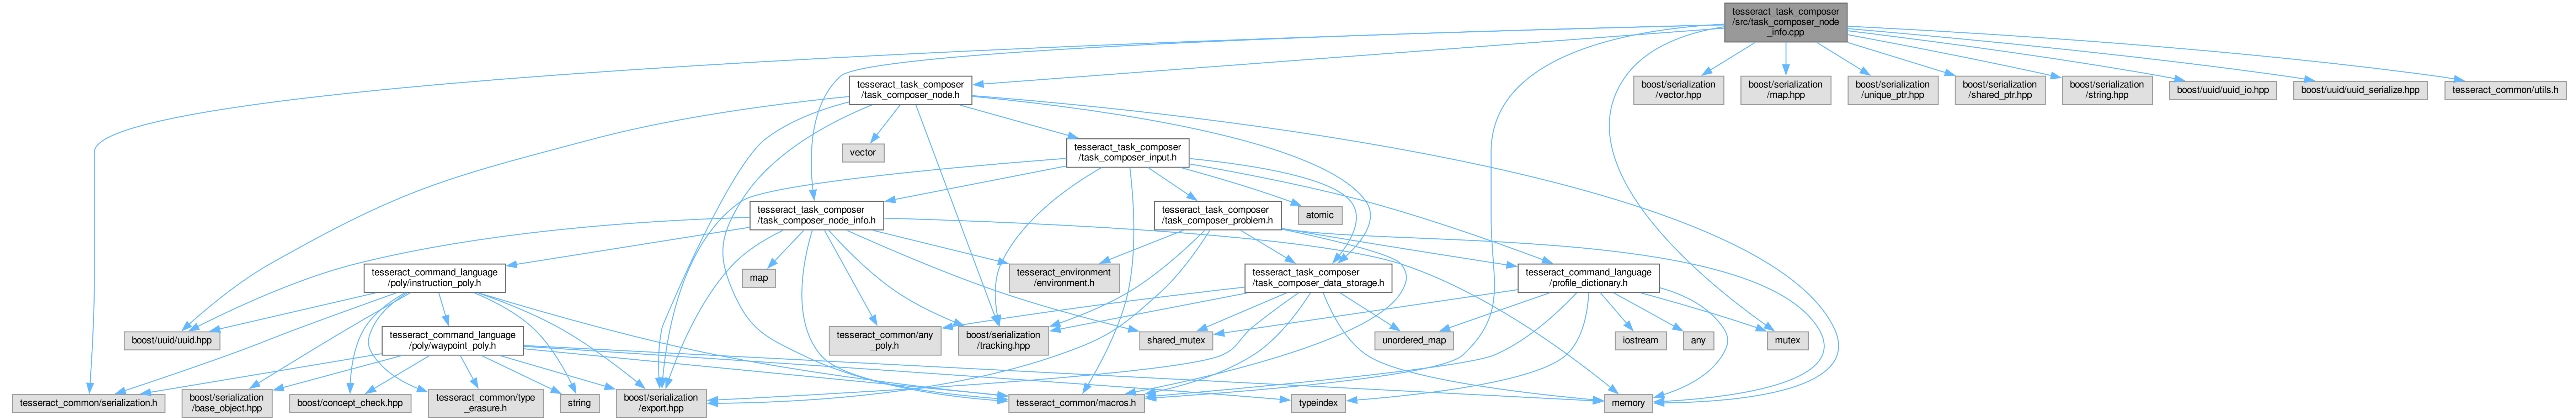 tesseract_task_composer
/src/task_composer_node
_info.cpp
tesseract_task_composer
/task_composer_node.h
boost/serialization
/vector.hpp
boost/serialization
/map.hpp
boost/serialization
/unique_ptr.hpp
boost/serialization
/shared_ptr.hpp
boost/serialization
/string.hpp
boost/uuid/uuid_io.hpp
boost/uuid/uuid_serialize.hpp
tesseract_common/utils.h
vector
tesseract_task_composer
/task_composer_input.h
tesseract_task_composer
/task_composer_node_info.h
tesseract_task_composer
/task_composer_problem.h
atomic
tesseract_command_language
/poly/instruction_poly.h
map
tesseract_environment
/environment.h
tesseract_task_composer
/task_composer_data_storage.h
tesseract_command_language
/profile_dictionary.h
boost/uuid/uuid.hpp
tesseract_command_language
/poly/waypoint_poly.h
tesseract_common/any
_poly.h
boost/serialization
/tracking.hpp
shared_mutex
unordered_map
iostream
any
mutex
tesseract_common/serialization.h
boost/serialization
/base_object.hpp
boost/concept_check.hpp
tesseract_common/type
_erasure.h
string
boost/serialization
/export.hpp
tesseract_common/macros.h
typeindex
memory